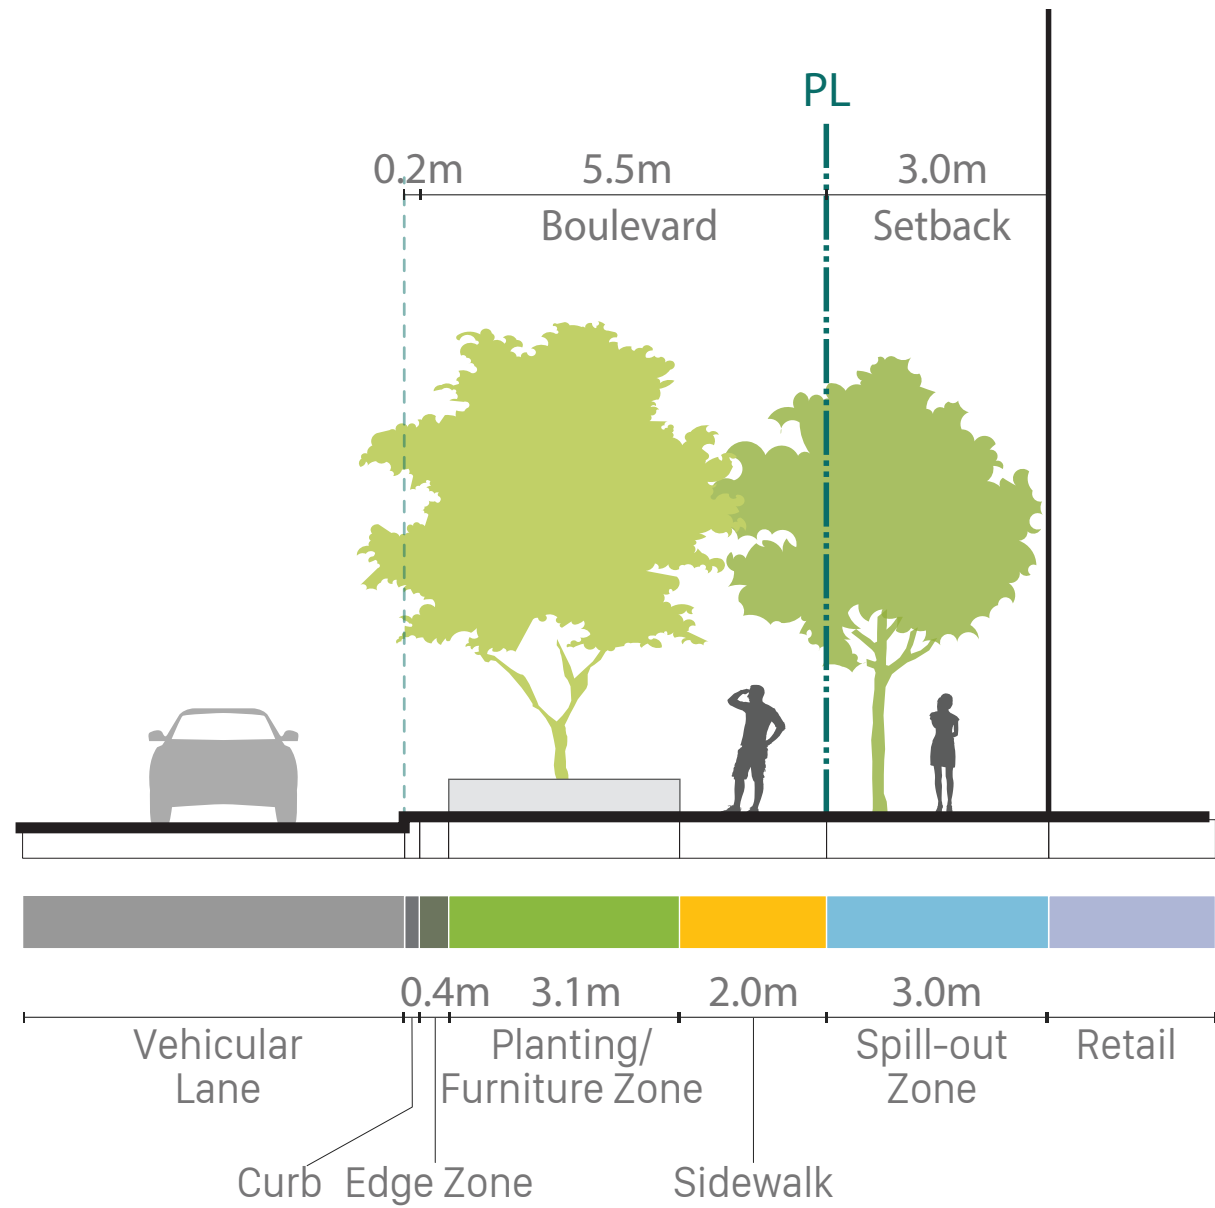 PL
0.2m 5.5m 3.0m
Boulevard Setback
0.4m 3.1m 2.0m 3.0m
Vehicular Planting/ Spill-out Retail
Lane Furniture Zone Zone
Curb Edge Zone Sidewalk